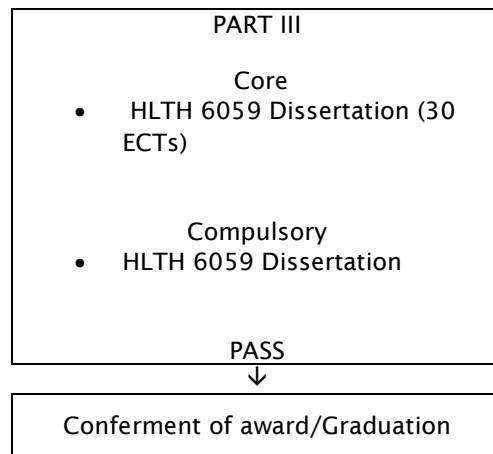 PART III
Core
• HLTH 6059 Dissertation (30
ECTs)
Compulsory
• HLTH 6059 Dissertation
PASS
↓
Conferment of award/Graduation